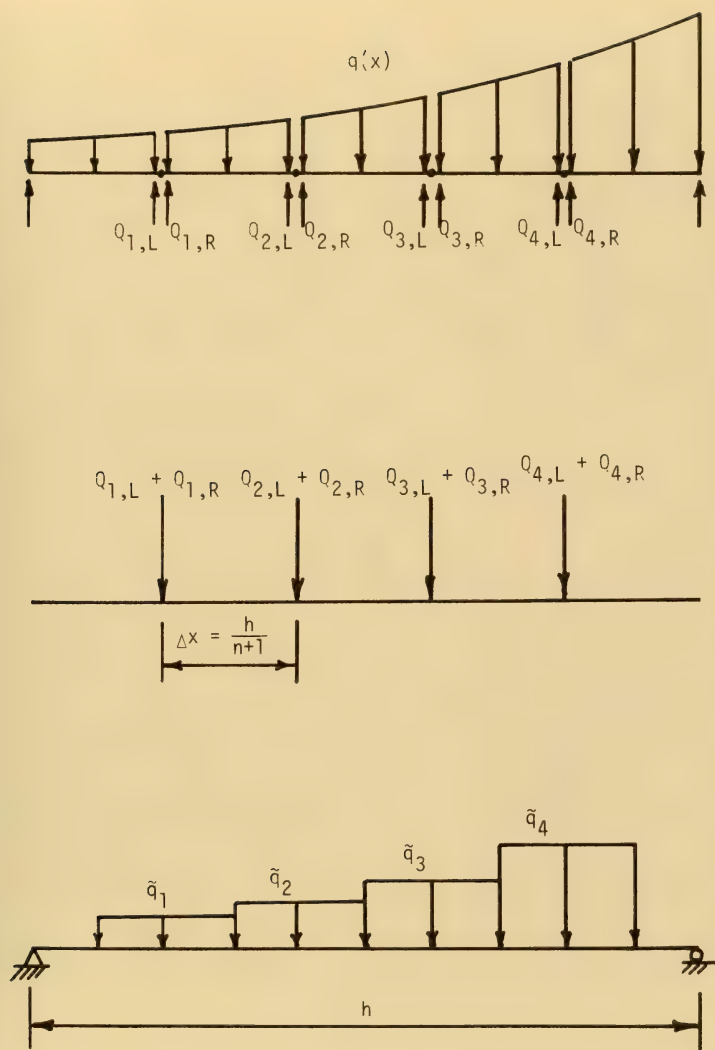 q′(x)
Q1,L Q1,R Q2,L Q2,R Q3,L Q3,R Q4,L Q4,R
Q1,L + Q1,R Q2,L + Q2,R Q3,L + Q3,R Q4,L + Q4,R
Δx = h/n+1
q̃4
q̃3
q̃2
q̃1
h